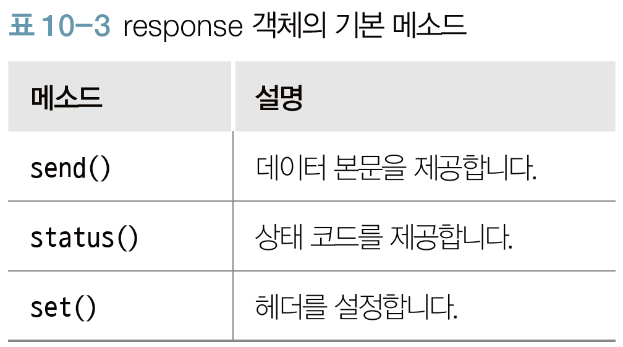 표 10-3 response 객체의 기본 메소드
메소드 설명
send() 데이터 본문을 제공합니다.
status() 상태 코드를 제공합니다.
set() 헤더를 설정합니다.